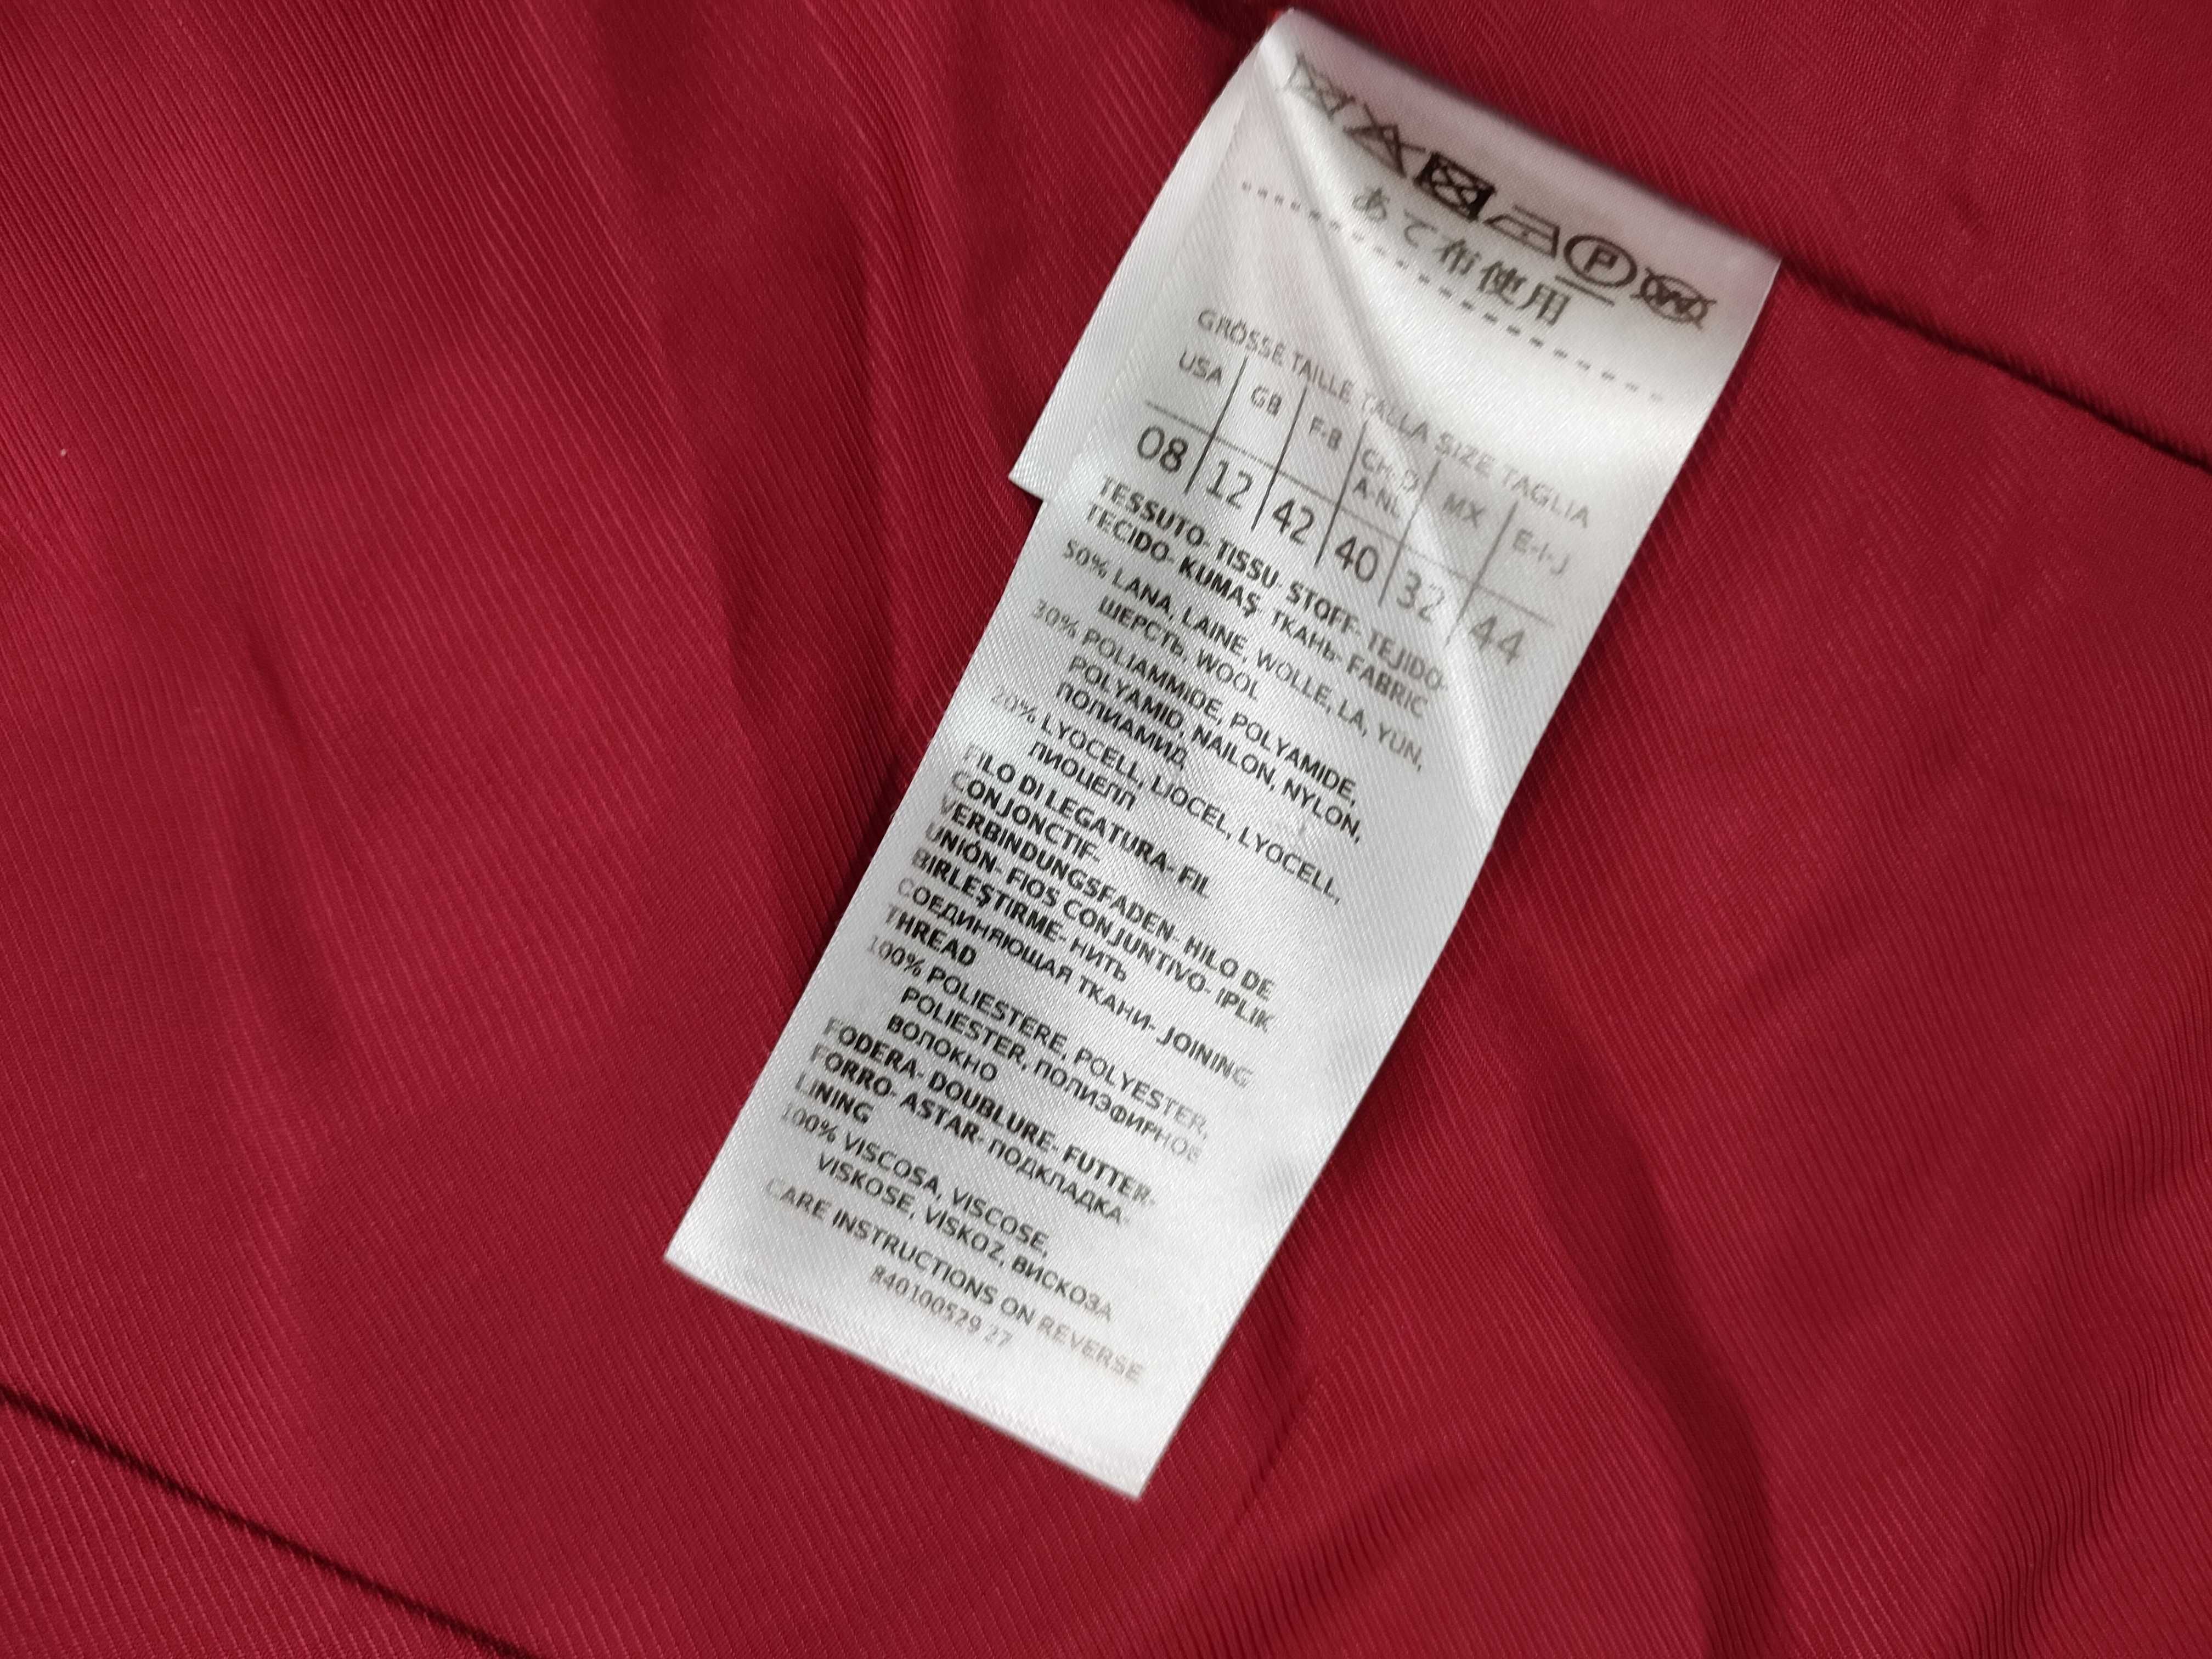 P W
あて布使用
GRÖSSE TAILLE TALLA SIZE TAGLIA
USA GB F-B CH-D A-NL MX E-I-J
08 12 42 40 32 44
TESSUTO- TISSU- STOFF- TEJIDO-
TECIDO- KUMAŞ- ТКАНЬ- FABRIC
50% LANA, LAINE, WOLLE, LA, YUN,
ШЕРСТЬ, WOOL
30% POLIAMMIDE, POLYAMIDE,
POLYAMID, NAILON, NYLON,
ПОЛИАМИД
20% LYOCELL, LIOCEL, LYOCELL,
ЛИОЦЕЛЛ
FILO DI LEGATURA- FIL
CONJONCTIF-
VERBINDUNGSFADEN- HILO DE
UNIÓN- FIOS CONJUNTIVO- IPLIK
BIRLEŞTIRME- НИТЬ
СОЕДИНЯЮЩАЯ ТКАНИ- JOINING
THREAD
100% POLIESTERE, POLYESTER,
POLIESTER, ПОЛИЭФИРНОЕ
ВОЛОКНО
FODERA- DOUBLURE- FUTTER-
FORRO- ASTAR- ПОДКЛАДКА-
LINING
100% VISCOSA, VISCOSE,
VISKOSE, VISKOZ, ВИСКОЗА
CARE INSTRUCTIONS ON REVERSE
840100529 27